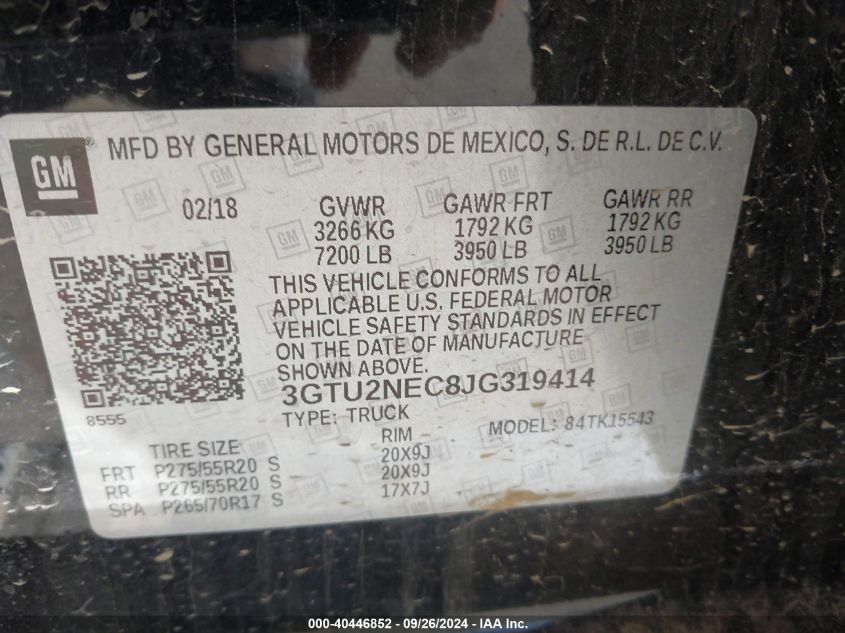 GM ®
MFD BY GENERAL MOTORS DE MEXICO, S. DE R.L. DE C.V.
02/18 GVWR GAWR FRT GAWR RR
3266 KG 1792 KG 1792 KG
7200 LB 3950 LB 3950 LB
THIS VEHICLE CONFORMS TO ALL
APPLICABLE U.S. FEDERAL MOTOR
VEHICLE SAFETY STANDARDS IN EFFECT
ON THE DATE OF MANUFACTURE
SHOWN ABOVE.
3GTU2NEC8JG319414
8555 TYPE: TRUCK MODEL: 84TK15543
TIRE SIZE RIM
FRT P275/55R20 S 20X9J
RR P275/55R20 S 20X9J
SPA P265/70R17 S 17X7J
000-40446852 - 09/26/2024 - IAA Inc.